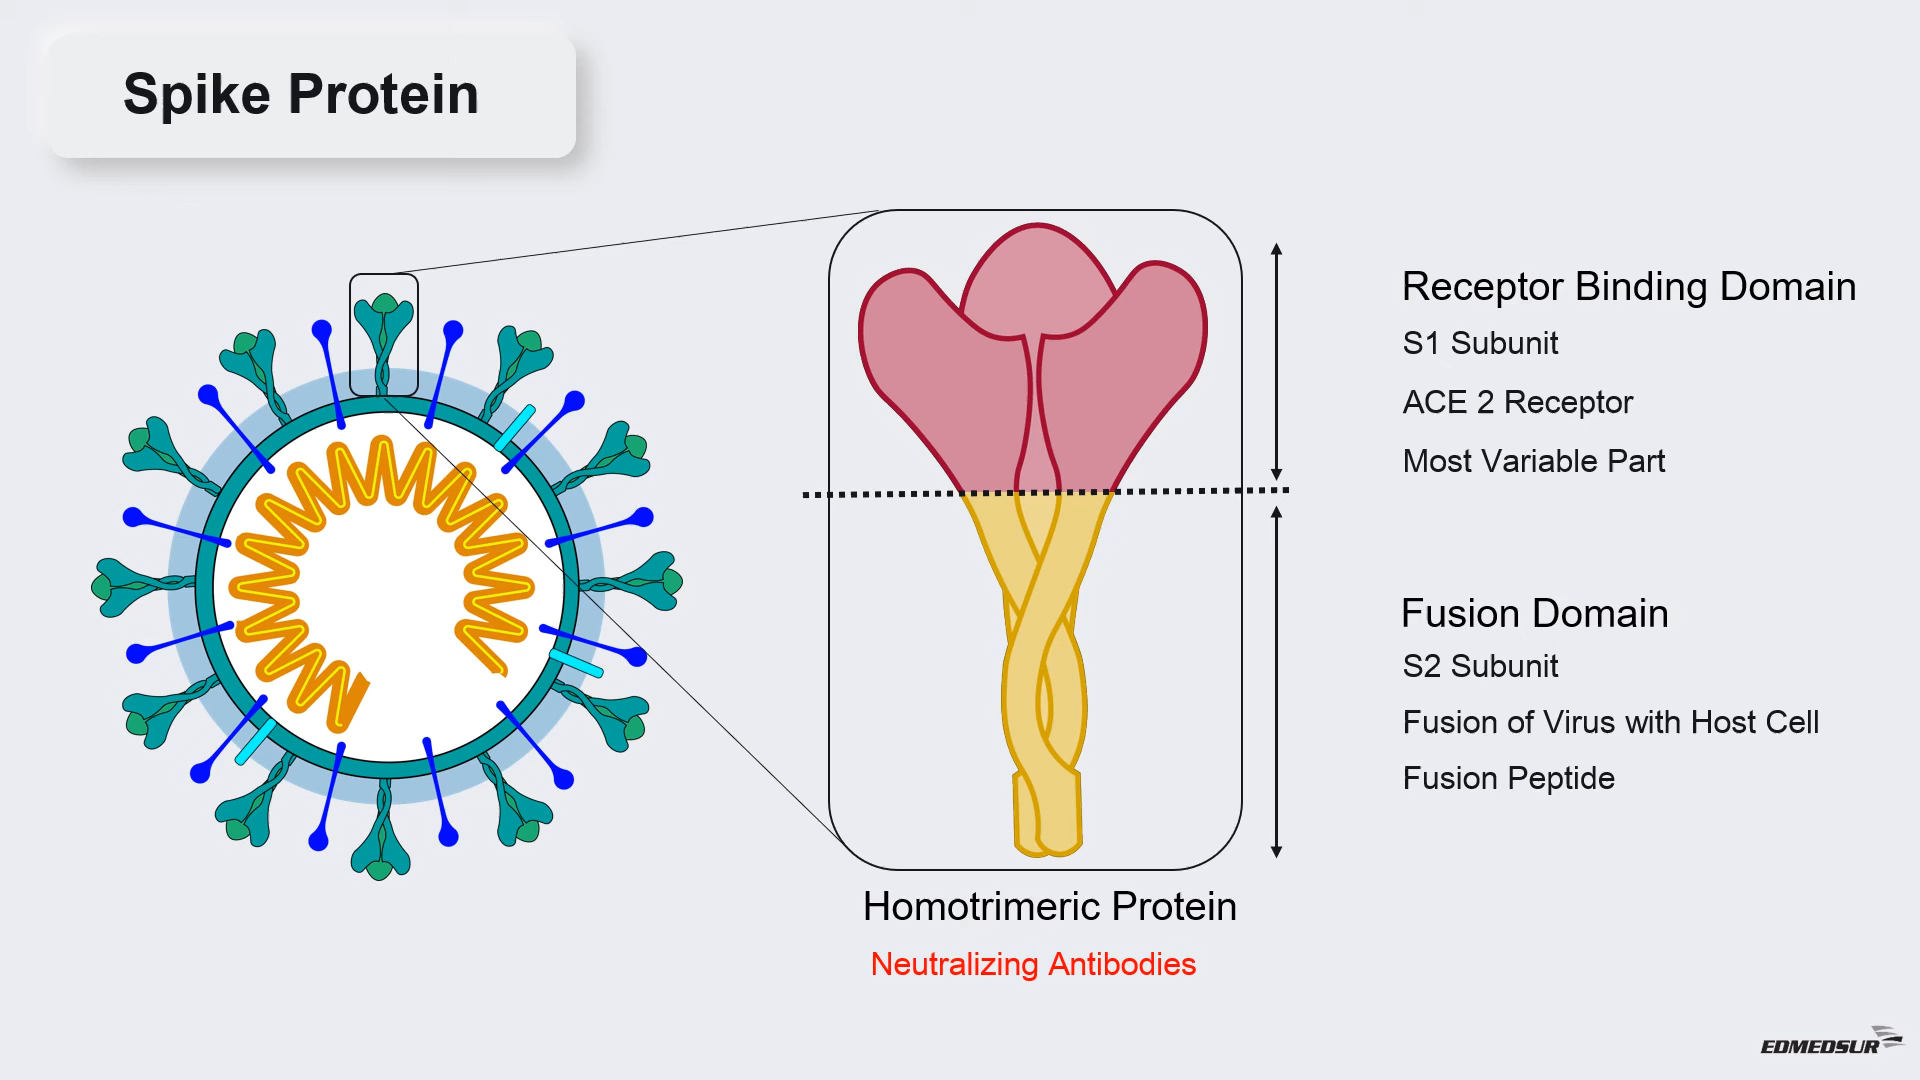 Spike Protein
Receptor Binding Domain
S1 Subunit
ACE 2 Receptor
Most Variable Part
Fusion Domain
S2 Subunit
Fusion of Virus with Host Cell
Fusion Peptide
Homotrimeric Protein
Neutralizing Antibodies
EDMEDSUR